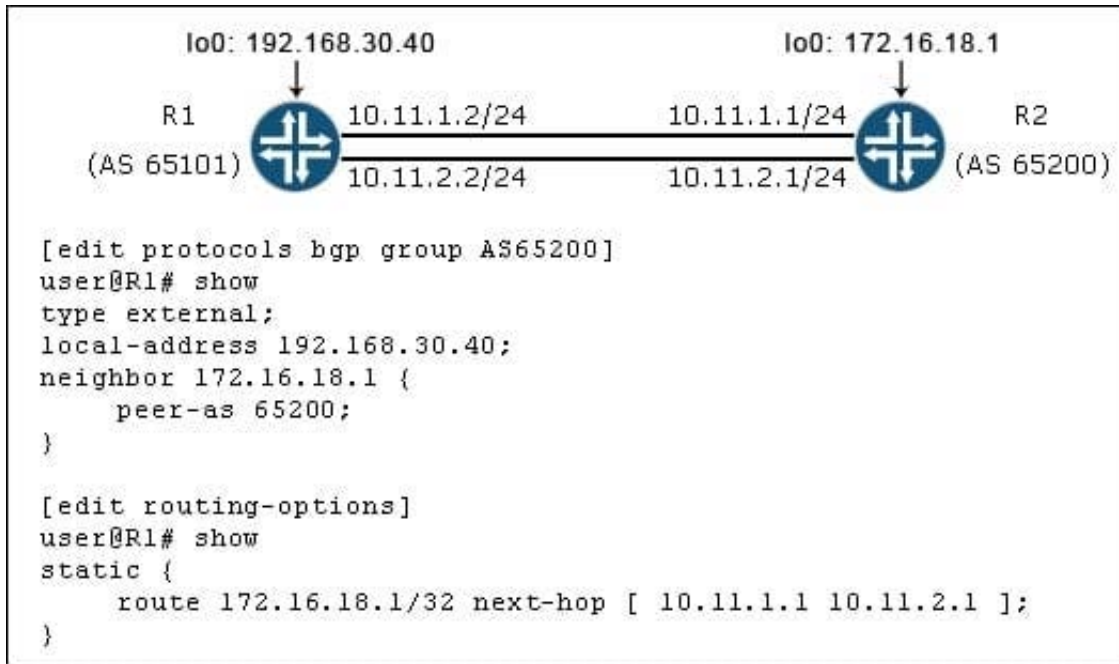 lo0: 192.168.30.40 lo0: 172.16.18.1
R1 10.11.1.2/24 10.11.1.1/24 R2
(AS 65101) 10.11.2.2/24 10.11.2.1/24 (AS 65200)
[edit protocols bgp group AS65200]
user@R1# show
type external;
local-address 192.168.30.40;
neighbor 172.16.18.1 {
peer-as 65200;
}
[edit routing-options]
user@R1# show
static {
route 172.16.18.1/32 next-hop [ 10.11.1.1 10.11.2.1 ];
}